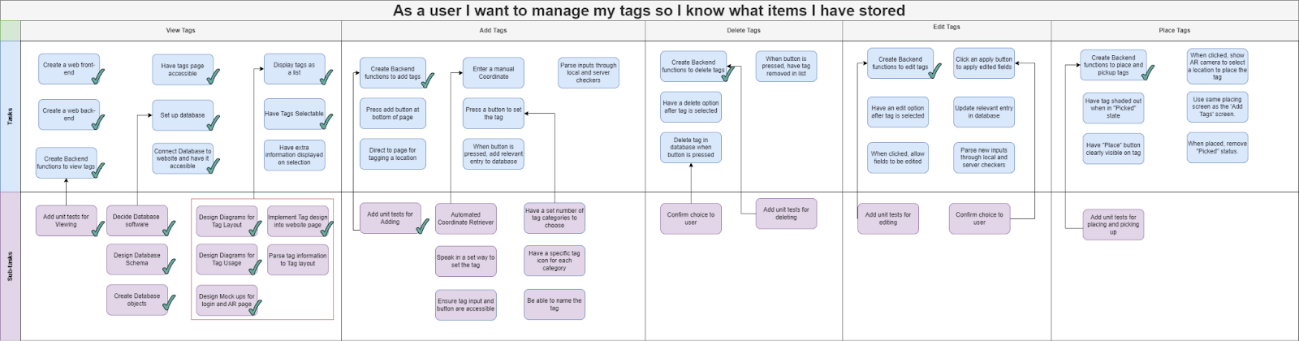 As a user I want to manage my tags so I know what items I have stored
View Tags
Add Tags
Delete Tags
Edit Tags
Place Tags
Tasks
Create a web front-
end
Have tags page
accessible
Display tags as
a list
Create a web back-
end
Set up database
Have Tags Selectable
Create Backend
functions to view tags
Connect Database to
website and have it
accesible
Have extra
information displayed
on selection
Create Backend
functions to add tags
Enter a manual
Coordinate
Parse inputs through
local and server
checkers
Press add button at
bottom of page
Press a button to set
the tag
Direct to page for
tagging a location
When button is
pressed, add relevant
entry to database
Create Backend
functions to delete tags
When button is
pressed, have tag
removed in list
Have a delete option
after tag is selected
Delete tag in
database when
button is pressed
Create Backend
functions to edit tags
Click an apply button
to apply edited fields
Have an edit option
after tag is selected
Update relevant entry
in database
When clicked, allow
fields to be edited
Parse new inputs
through local and
server checkers
Create Backend
functions to place and
pickup tags
When clicked, show
AR camera to select
a location to place the
tag
Have tag shaded out
when in "Picked"
state
Use same placing
screen as the 'Add
Tags' screen.
Have "Place" button
clearly visible on tag
When placed, remove
"Picked" status
Sub-tasks
Add unit tests for
Viewing
Decide Database
software
Design Diagrams for
Tag Layout
Implement Tag design
into website page
Design Database
Schema
Design Diagrams for
Tag Usage
Parse tag information
to Tag layout
Create Database
objects
Design Mock ups for
login and AR page
Add unit tests for
Adding
Automated
Coordinate Retriever
Have a set number of
tag categories to
choose
Speak in a set way to
set the tag
Have a specific tag
icon for each
category
Enure tag input and
button are accessible
Be able to name the
tag
Confirm choice to
user
Add unit tests for
deleting
Add unit tests for
editing
Confirm choice to
user
Add unit tests for
placing and picking
up